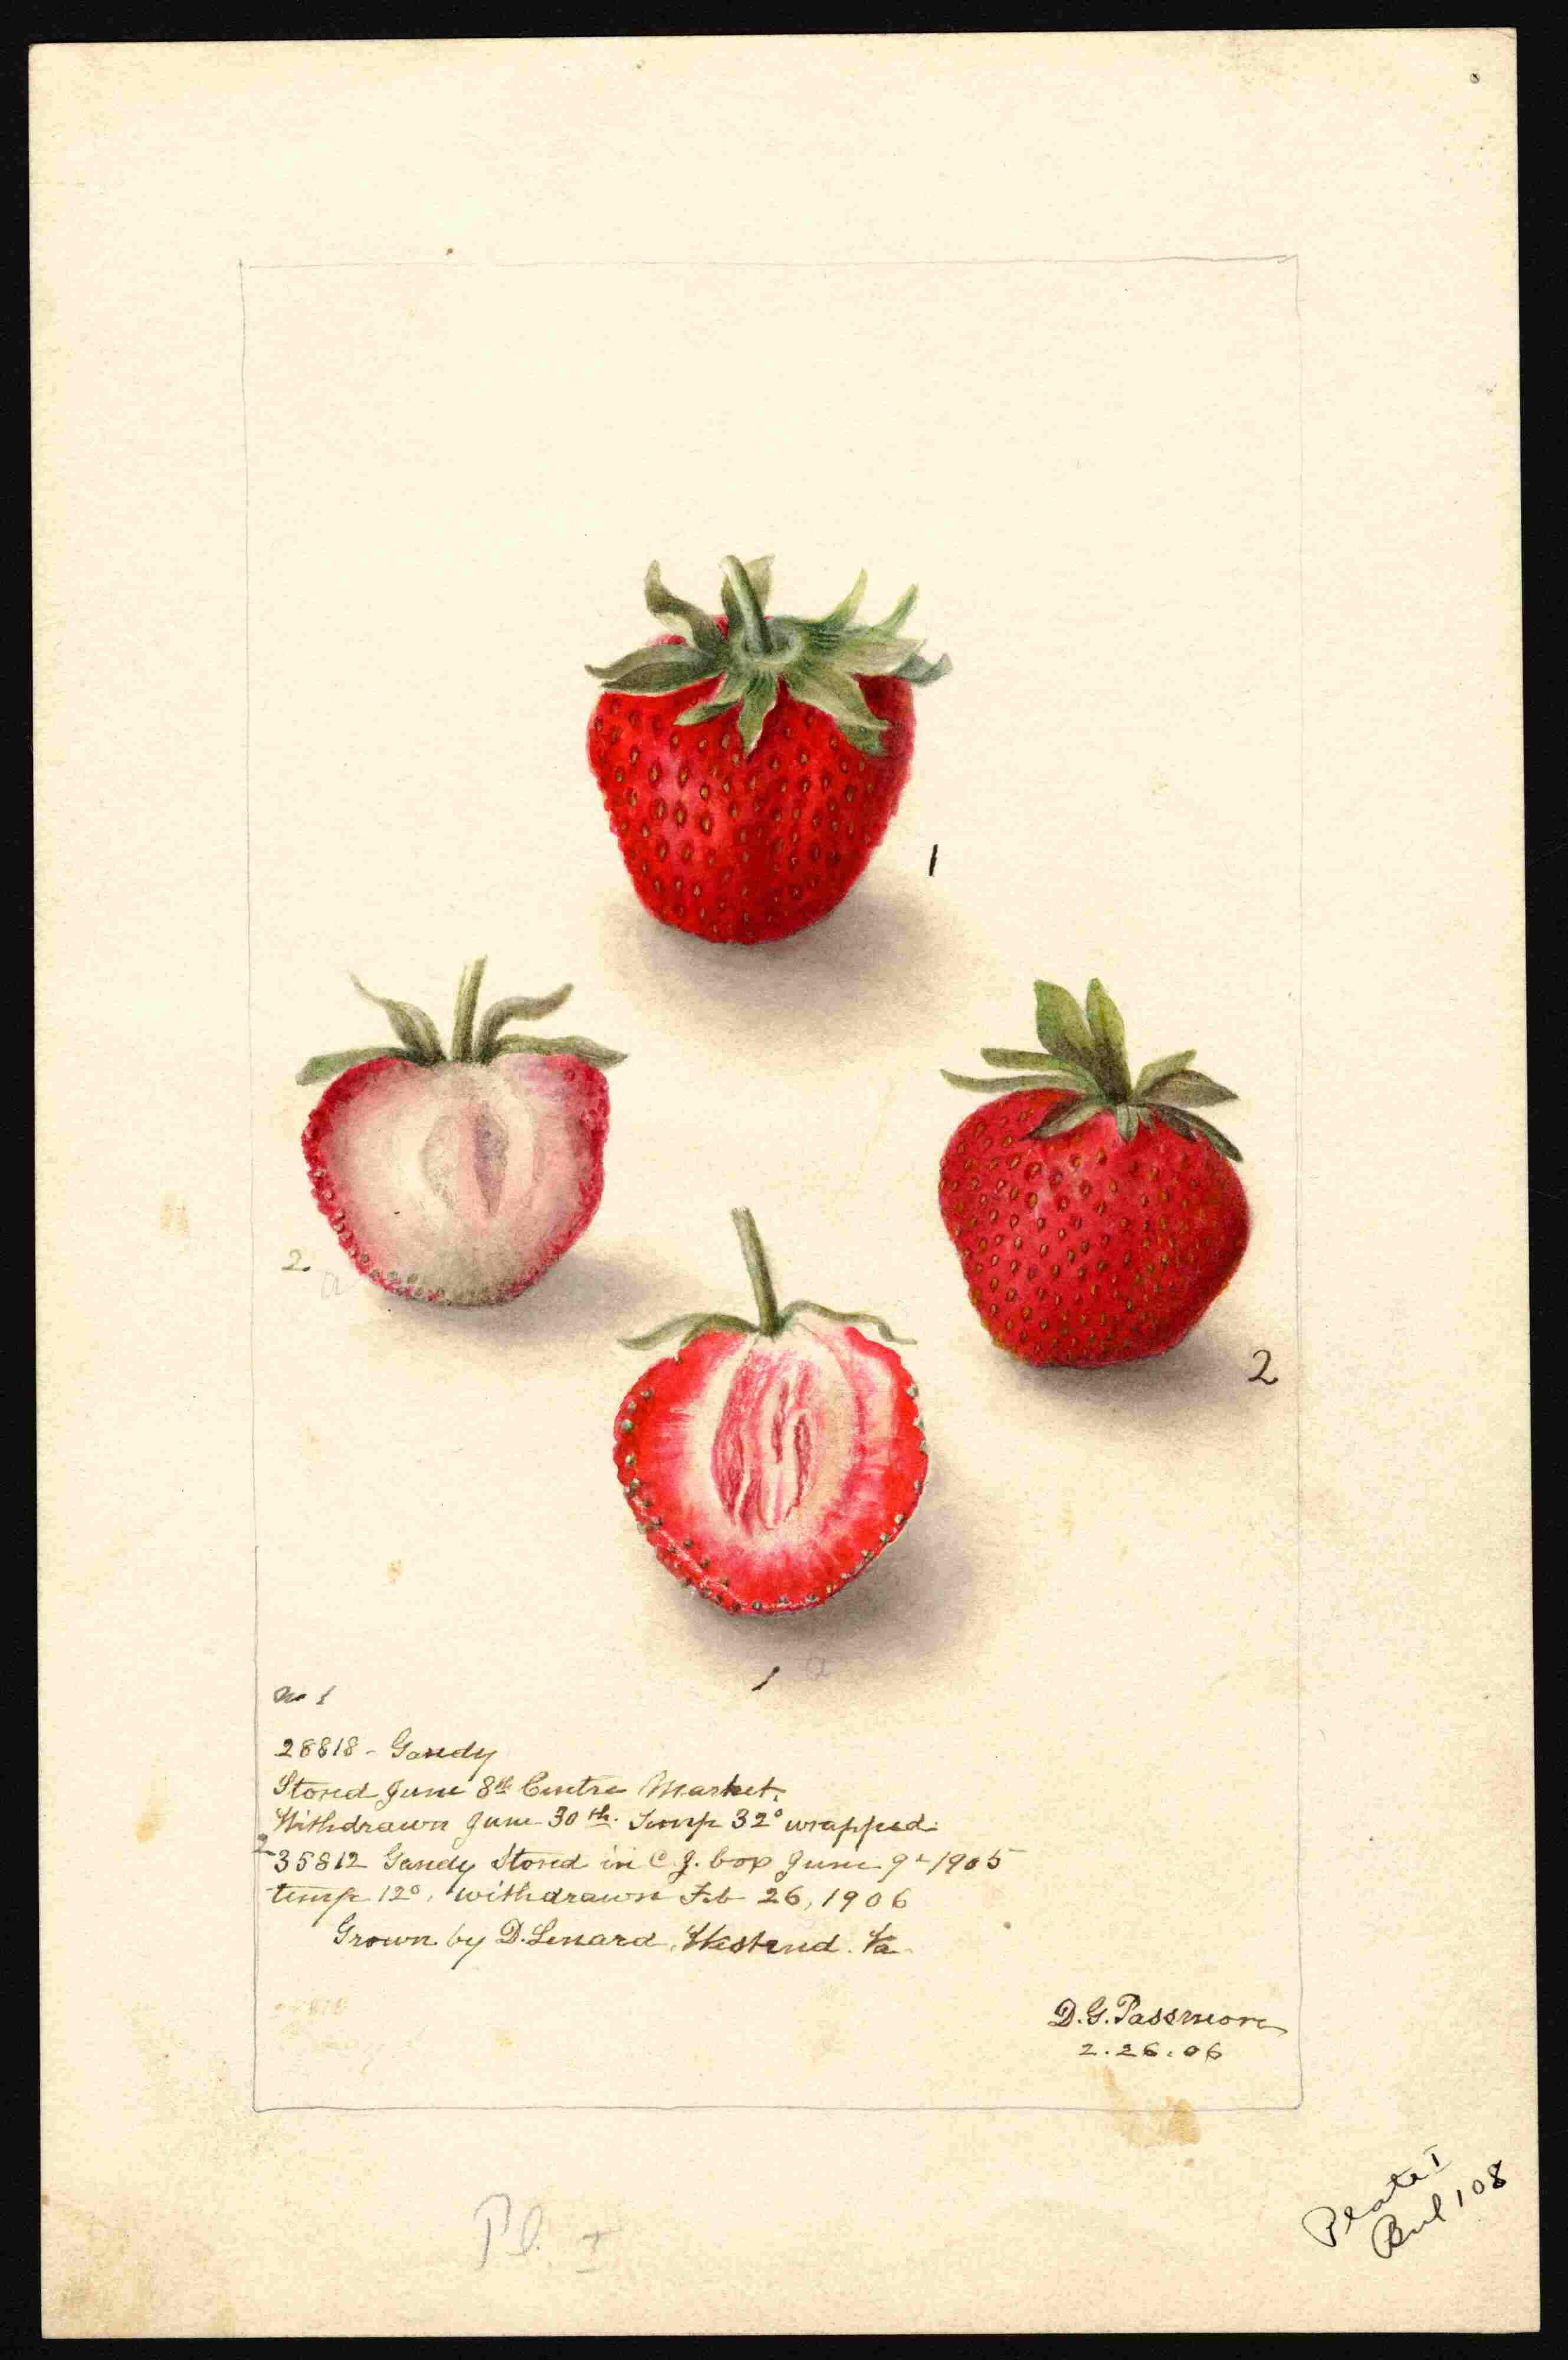 1
2
2.
a
1 a
No 1
28818 - Gandy
Stored June 8th Centre Market.
Withdrawn June 30th. Temp 32° wrapped.
2 35812 Gandy Stored in C. J. box June 9th 1905
temp 12°, withdrawn Feb 26, 1906
Grown by D. Lenard, Westend. Va.
D. G. Passmore
2.26.06
Pl. I
Plate I
Bul 108